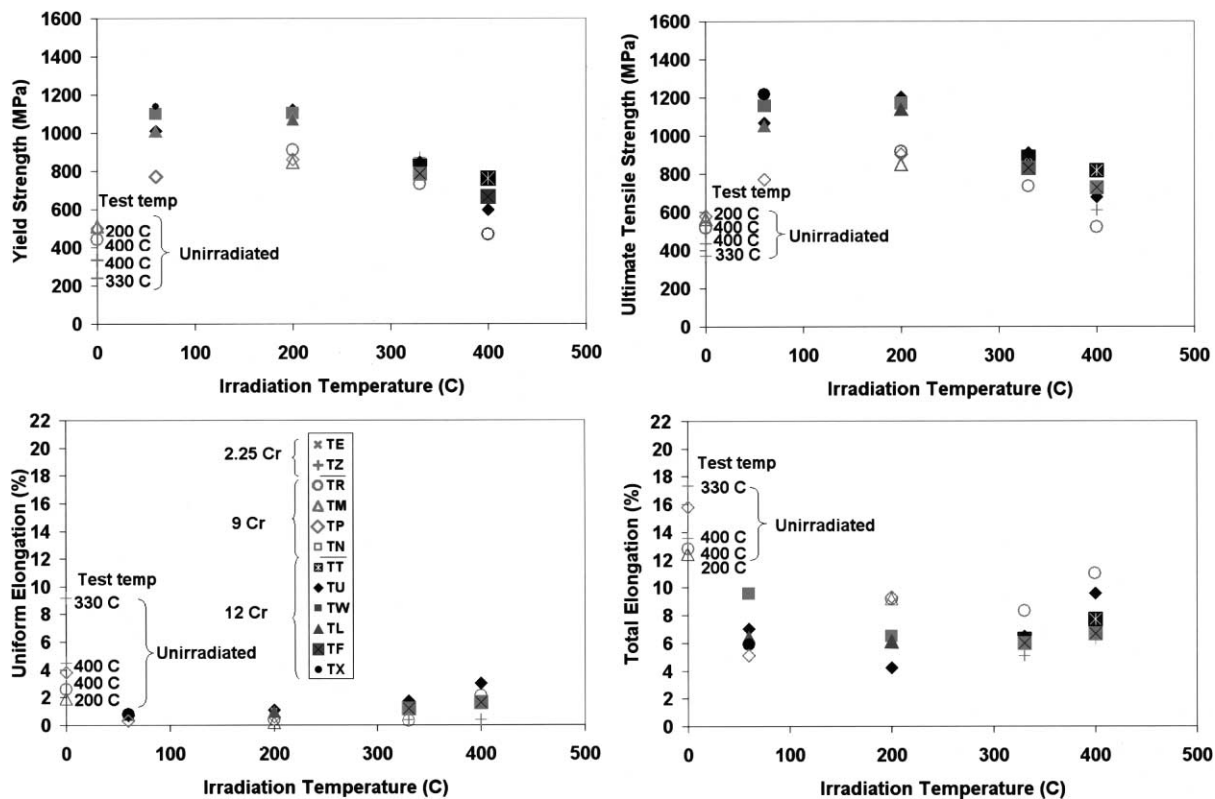 1600
1400
1200
1000
800
600
400
200
0
Yield Strength (MPa)
Test temp
200 C
400 C
400 C
330 C
Unirradiated
0 100 200 300 400 500
Irradiation Temperature (C)
1600
1400
1200
1000
800
600
400
200
0
Ultimate Tensile Strength (MPa)
Test temp
200 C
400 C
400 C
330 C
Unirradiated
0 100 200 300 400 500
Irradiation Temperature (C)
22
20
18
16
14
12
10
8
6
4
2
0
Uniform Elongation (%)
Test temp
330 C
400 C
400 C
200 C
Unirradiated
2.25 Cr
9 Cr
12 Cr
TE
TZ
TR
TM
TP
TN
TT
TU
TW
TL
TF
TX
0 100 200 300 400 500
Irradiation Temperature (C)
22
20
18
16
14
12
10
8
6
4
2
0
Total Elongation (%)
Test temp
330 C
400 C
400 C
200 C
Unirradiated
0 100 200 300 400 500
Irradiation Temperature (C)